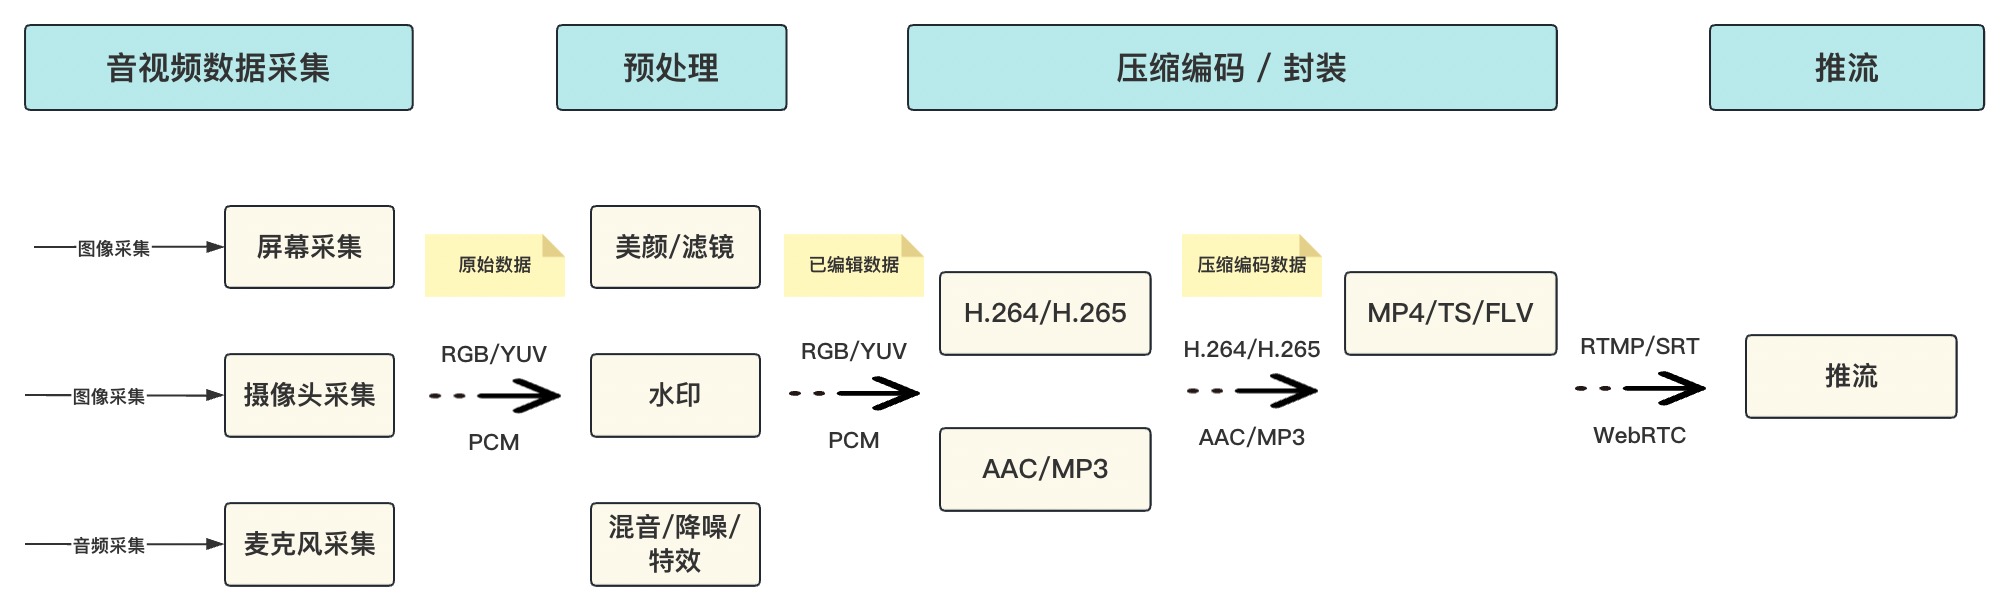 音视频数据采集
预处理
压缩编码 / 封装
推流
图像采集
屏幕采集
原始数据
美颜/滤镜
已编辑数据
H.264/H.265
压缩编码数据
MP4/TS/FLV
图像采集
摄像头采集
RGB/YUV
PCM
水印
RGB/YUV
PCM
AAC/MP3
H.264/H.265
AAC/MP3
RTMP/SRT
WebRTC
推流
音频采集
麦克风采集
混音/降噪/
特效